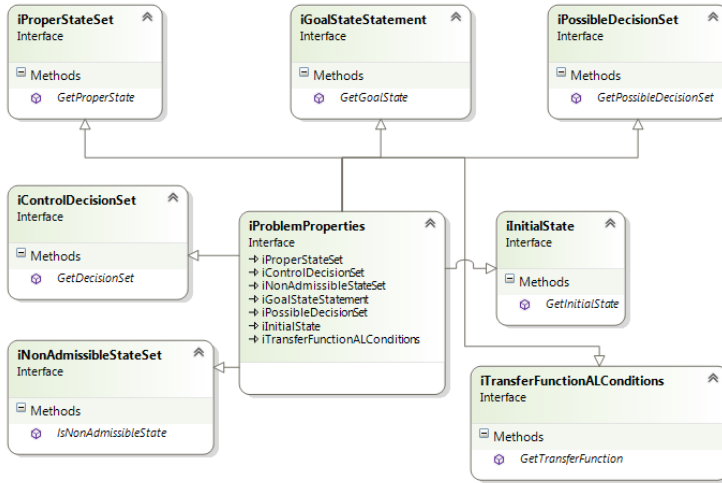 iProperStateSet
Interface
Methods
GetProperState
iGoalStateStatement
Interface
Methods
GetGoalState
iPossibleDecisionSet
Interface
Methods
GetPossibleDecisionSet
iControlDecisionSet
Interface
Methods
GetDecisionSet
iProblemProperties
Interface
iProperStateSet
iControlDecisionSet
iNonAdmissibleStateSet
iGoalStateStatement
iPossibleDecisionSet
iInitialState
iTransferFunctionALConditions
iInitialState
Interface
Methods
GetInitialState
iNonAdmissibleStateSet
Interface
Methods
IsNonAdmissibleState
iTransferFunctionALConditions
Interface
Methods
GetTransferFunction